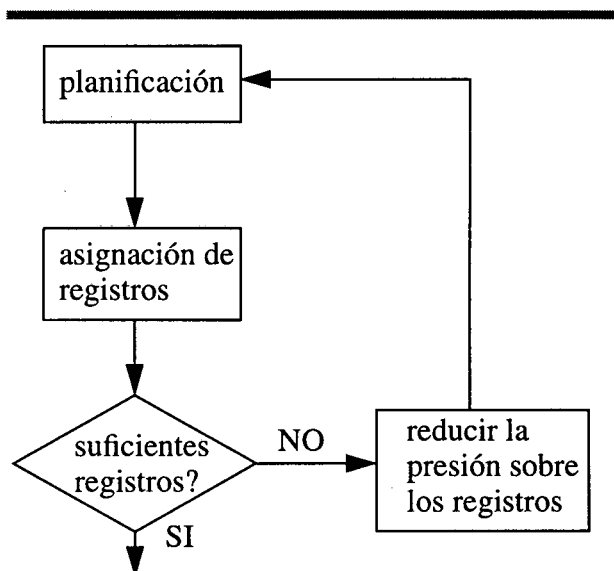 planificación
asignación de
registros
suficientes
registros?
NO
reducir la
presión sobre
los registros
SI